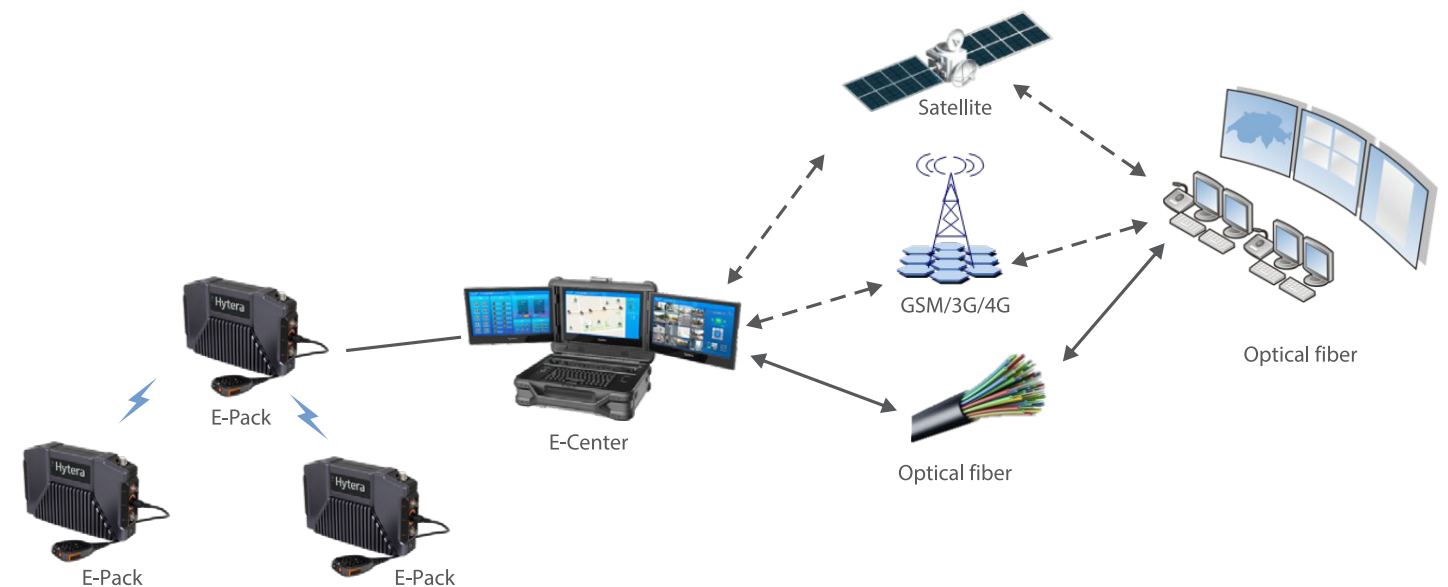 Satellite
GSM/3G/4G
Optical fiber
Hytera
E-Pack
E-Center
Optical fiber
Hytera
E-Pack
Hytera
E-Pack